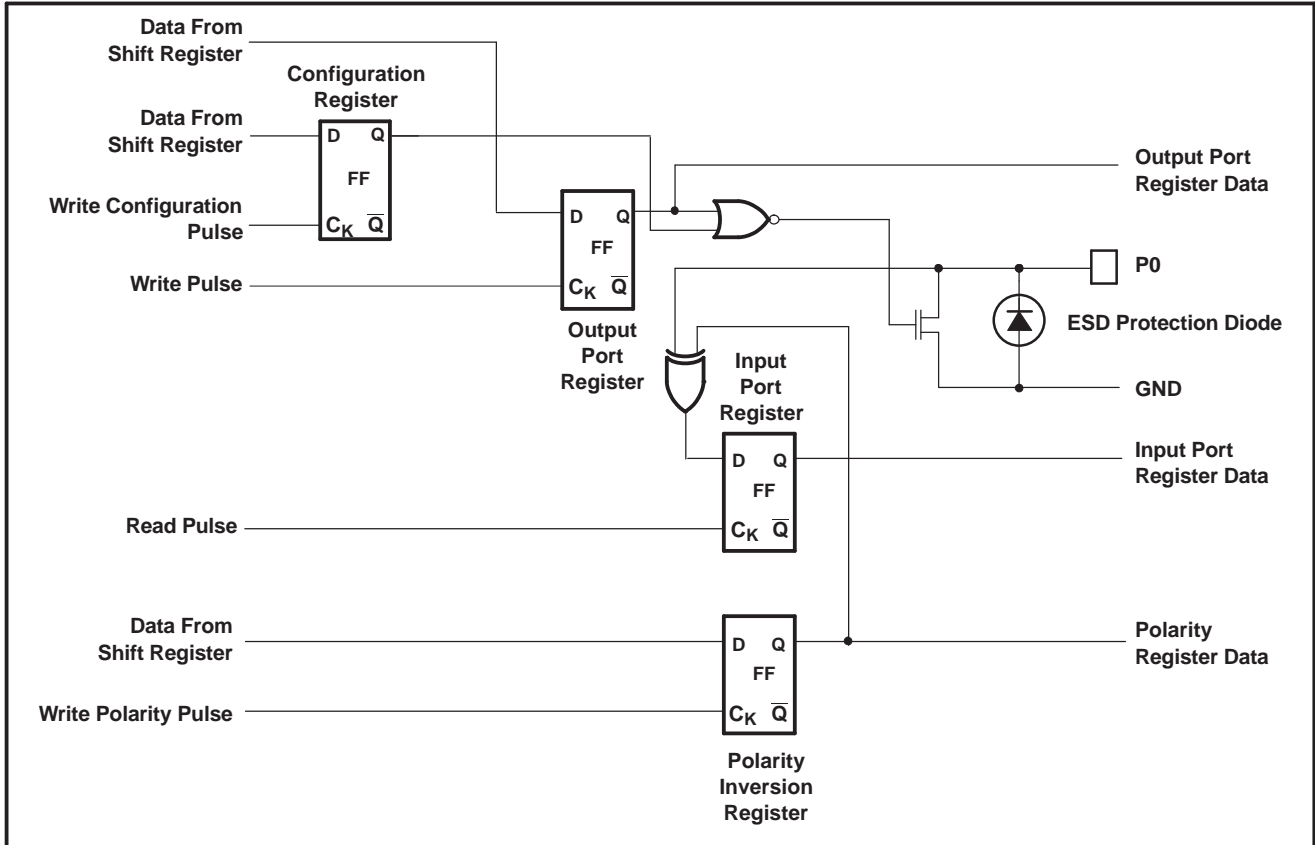 Data From
Shift Register
Configuration
Register
Data From
Shift Register
D Q
FF
Write Configuration
Pulse
CK Q
Output Port
Register Data
D Q
FF
Write Pulse
CK Q
Output
Port
Register
P0
ESD Protection Diode
GND
Input
Port
Register
D Q
FF
Input Port
Register Data
Read Pulse
CK Q
Data From
Shift Register
D Q
FF
Polarity
Register Data
Write Polarity Pulse
CK Q
Polarity
Inversion
Register